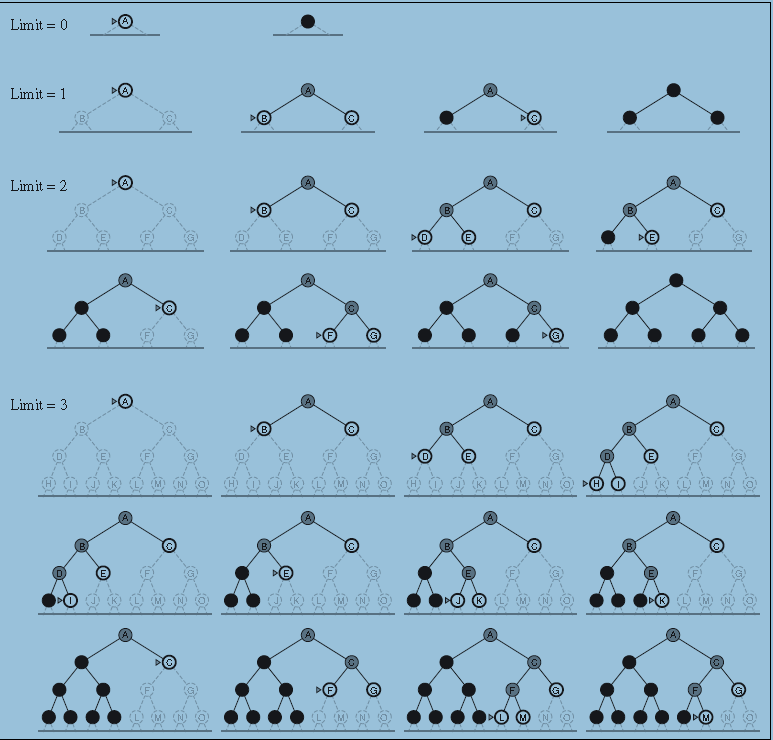 Limit = 0 A
Limit = 1 A A A
B C B C C
Limit = 2 A A A A
B C B C B C B C
D E F G D E F G D E F G E F G
A A A
C C C
F G F G G
Limit = 3 A A A A
B C B C B C B C
D E F G D E F G D E F G D E F G
H I J K L M N O H I J K L M N O H I J K L M N O H I J K L M N O
A A A A
B C B C B C B C
D E F G E F G E F G E F G
I J K L M N O J K L M N O J K L M N O K L M N O
A A A A
C C C C
F G F G F G F G
L M N O L M N O L M N O M N O